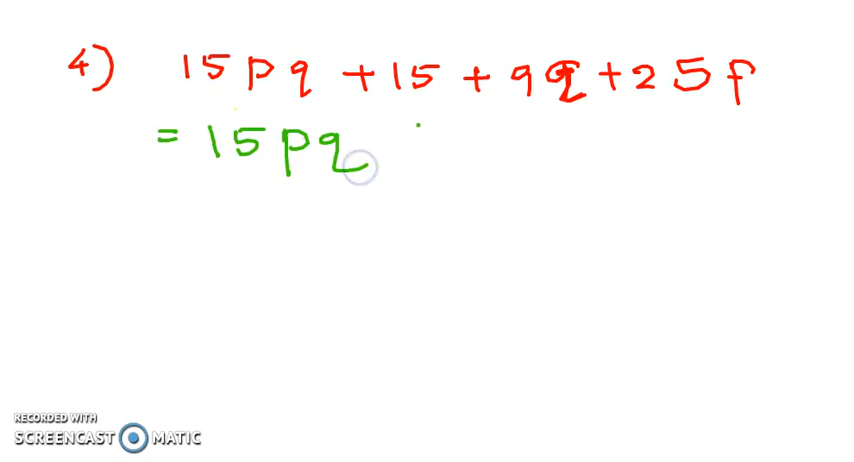 4) 15pq + 15 + 9q + 25p
= 15pq
RECORDED WITH
SCREENCAST MATIC